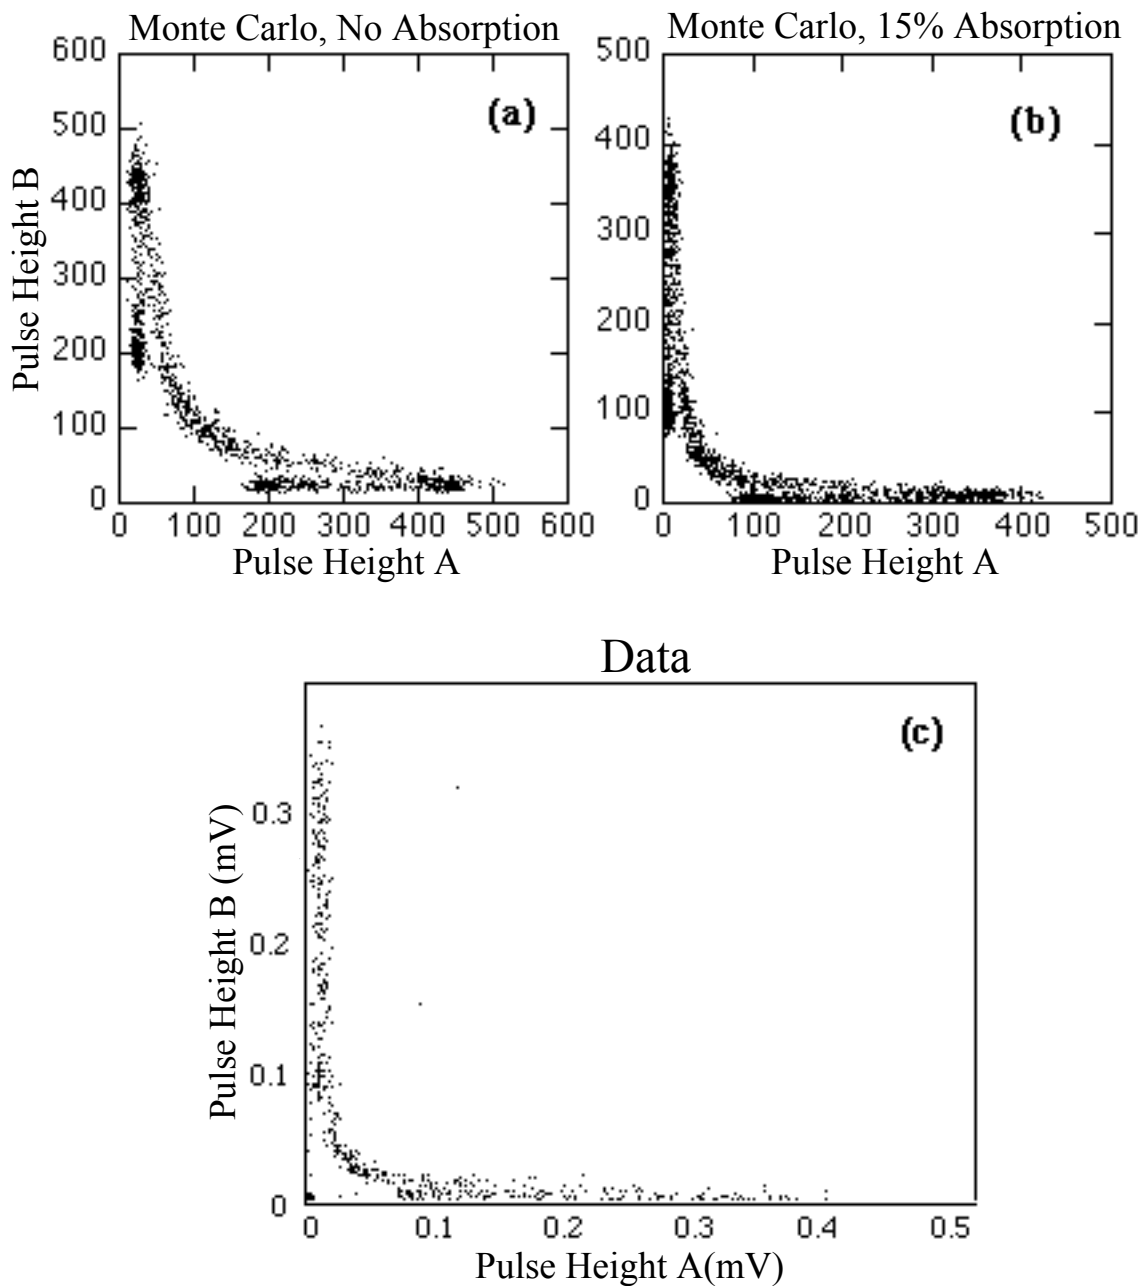 Monte Carlo, No Absorption
600
500
400
300
200
100
0
Pulse Height B
(a)
0 100 200 300 400 500 600
Pulse Height A
Monte Carlo, 15% Absorption
500
400
300
200
100
0
(b)
0 100 200 300 400 500
Pulse Height A
Data
(c)
0.3
0.2
0.1
0
Pulse Height B (mV)
0 0.1 0.2 0.3 0.4 0.5
Pulse Height A(mV)